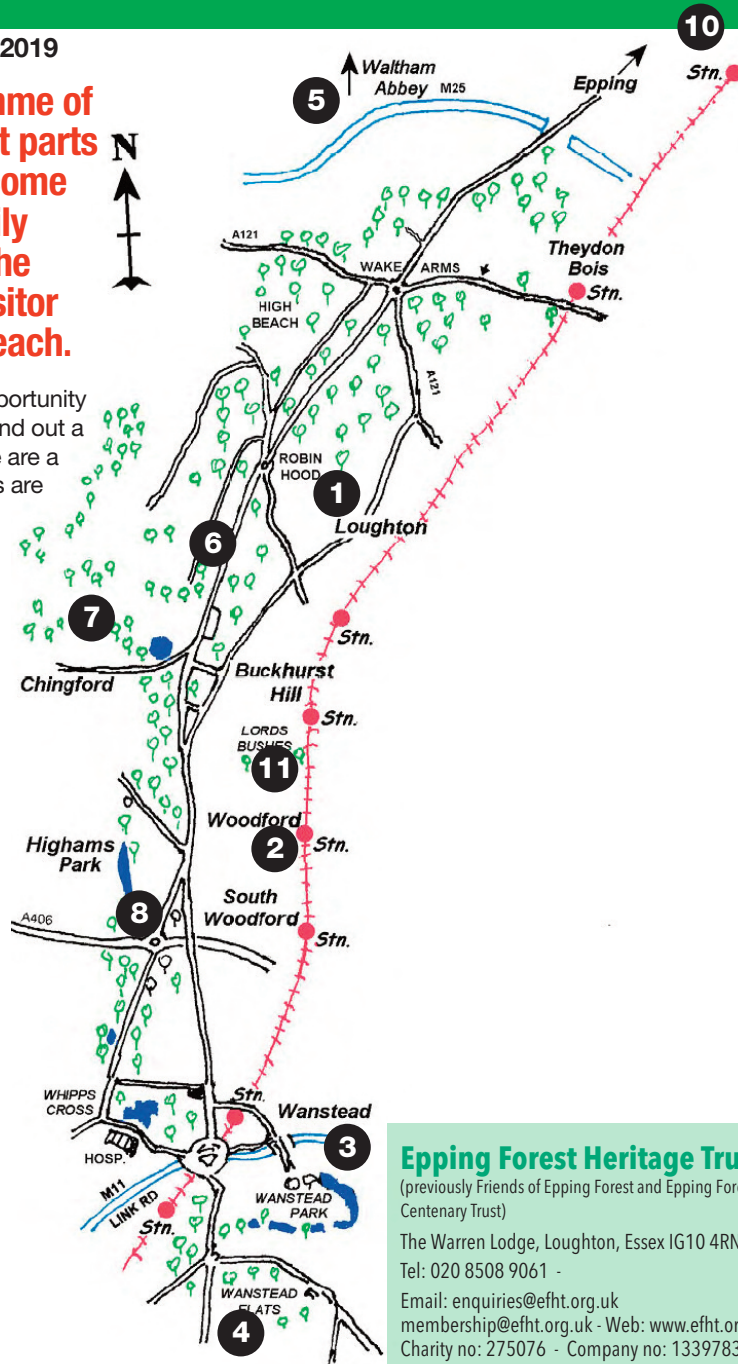 2019
10
mme of
t parts
ome
lly
he
sitor
each.
portunity
nd out a
e are a
s are
N
5
Waltham
Abbey
M25
Epping
Stn.
A121
WAKE ARMS
Theydon
Bois
Stn.
HIGH
BEACH
A121
ROBIN
HOOD
1
Loughton
6
7
Stn.
Chingford
Buckhurst
Hill
Stn.
LORDS
BUSHES
11
Woodford
2
Stn.
Highams
Park
South
Woodford
8
A406
Stn.
WHIPPS
CROSS
Stn.
Wanstead
3
HOSP.
M11
LINK RD
WANSTEAD
PARK
Stn.
WANSTEAD
FLATS
4
Epping Forest Heritage Tru
(previously Friends of Epping Forest and Epping Fore
Centenary Trust)
The Warren Lodge, Loughton, Essex IG10 4RN
Tel: 020 8508 9061 -
Email: enquiries@efht.org.uk
membership@efht.org.uk - Web: www.efht.or
Charity no: 275076 - Company no: 1339783